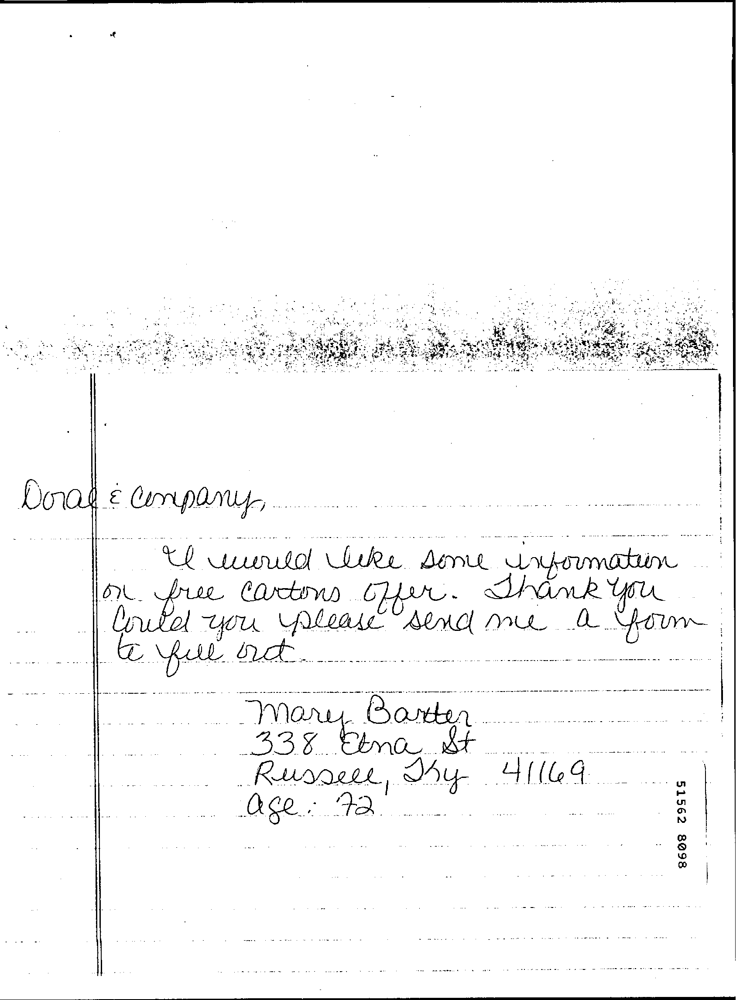 Doral & Company,
I would like some information
on free cartons offer. Thank you
Could you please send me a form
to fill out
Mary Baxter
338 Etna St
Russell, Ky 41169
age: 72
51562 8098